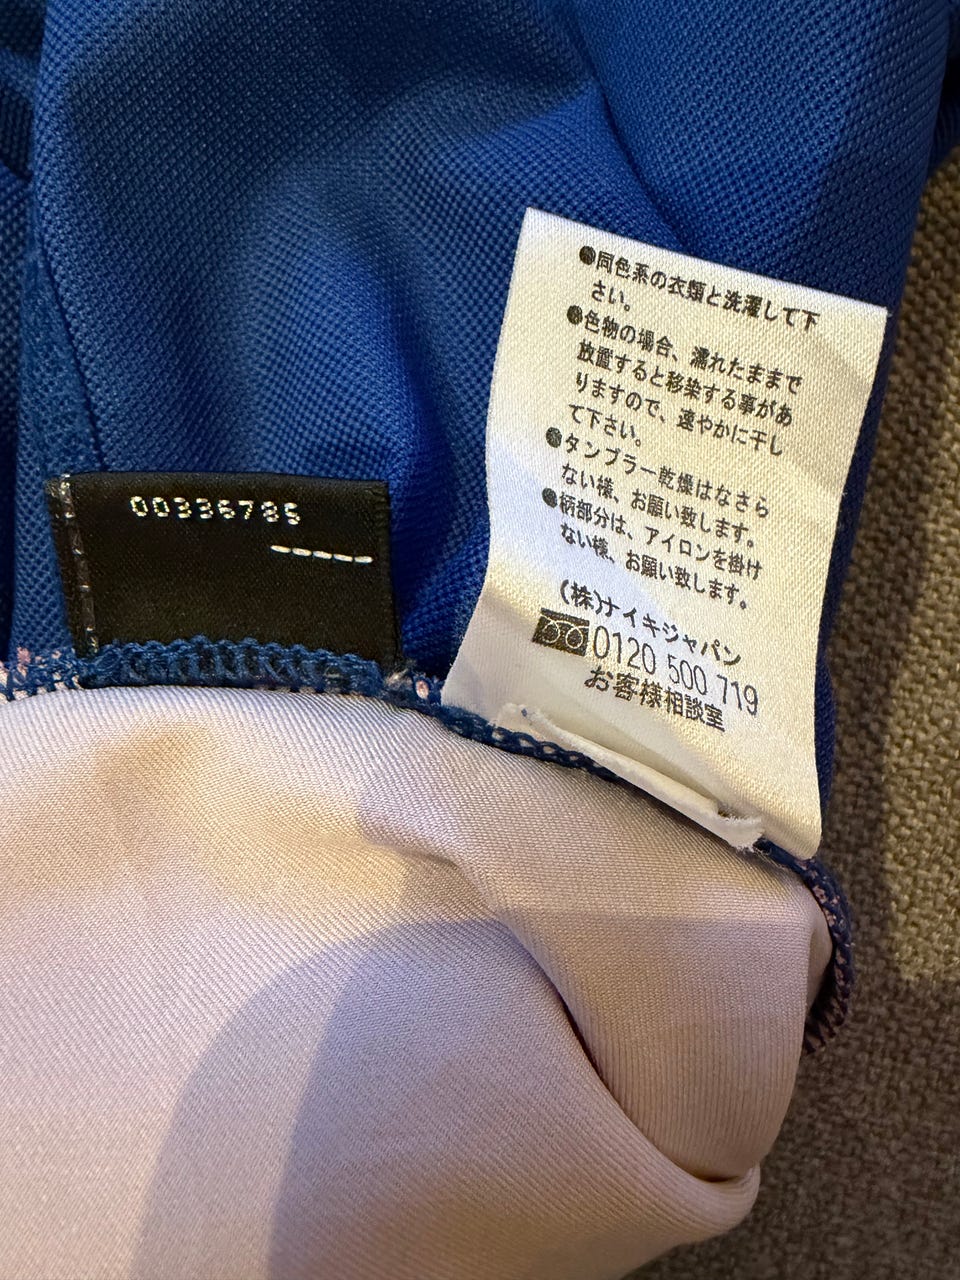 ●同色系の衣類と洗濯して下
さい。
●色物の場合、濡れたままで
放置すると移染する事があ
りますので、速やかに干し
て下さい。
●タンブラー乾燥はなさら
ない様、お願い致します。
●柄部分は、アイロンを掛け
ない様、お願い致します。
(株)ナイキジャパン
0120 500 719
お客様相談室